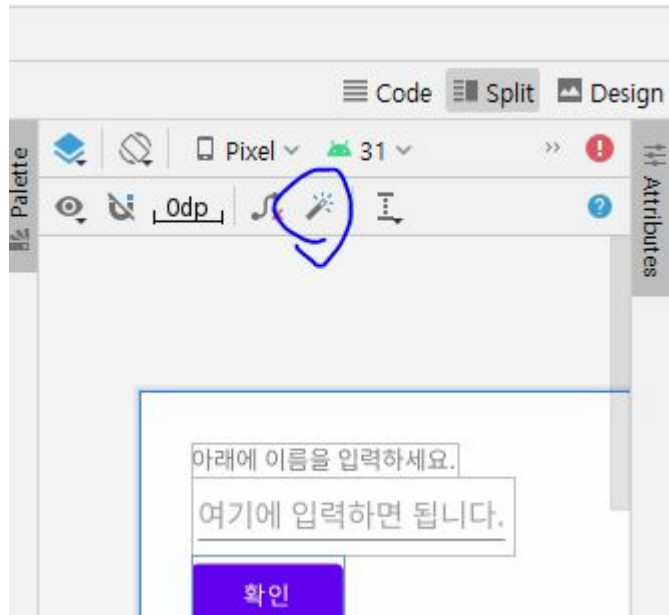 Code Split Design
Palette
Pixel 31 >>
Attributes
0dp
아래에 이름을 입력하세요.
여기에 입력하면 됩니다.
확인